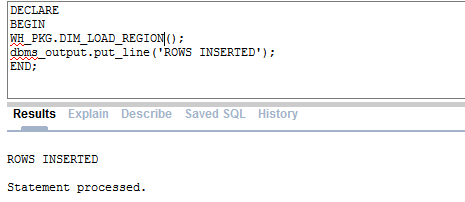 DECLARE
BEGIN
WH_PKG.DIM_LOAD_REGION();
dbms_output.put_line('ROWS INSERTED');
END;
Results Explain Describe Saved SQL History
ROWS INSERTED
Statement processed.